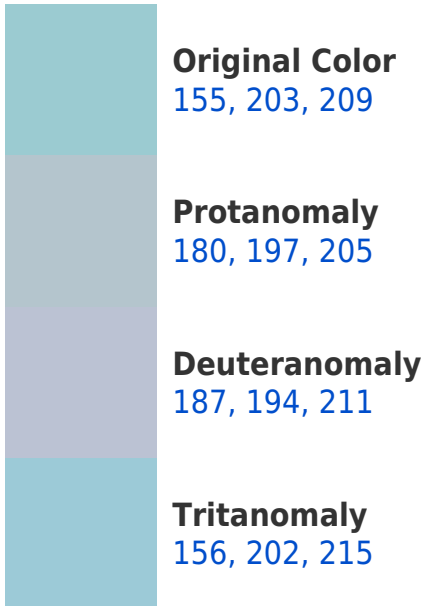 Original Color
155, 203, 209
Protanomaly
180, 197, 205
Deuteranomaly
187, 194, 211
Tritanomaly
156, 202, 215